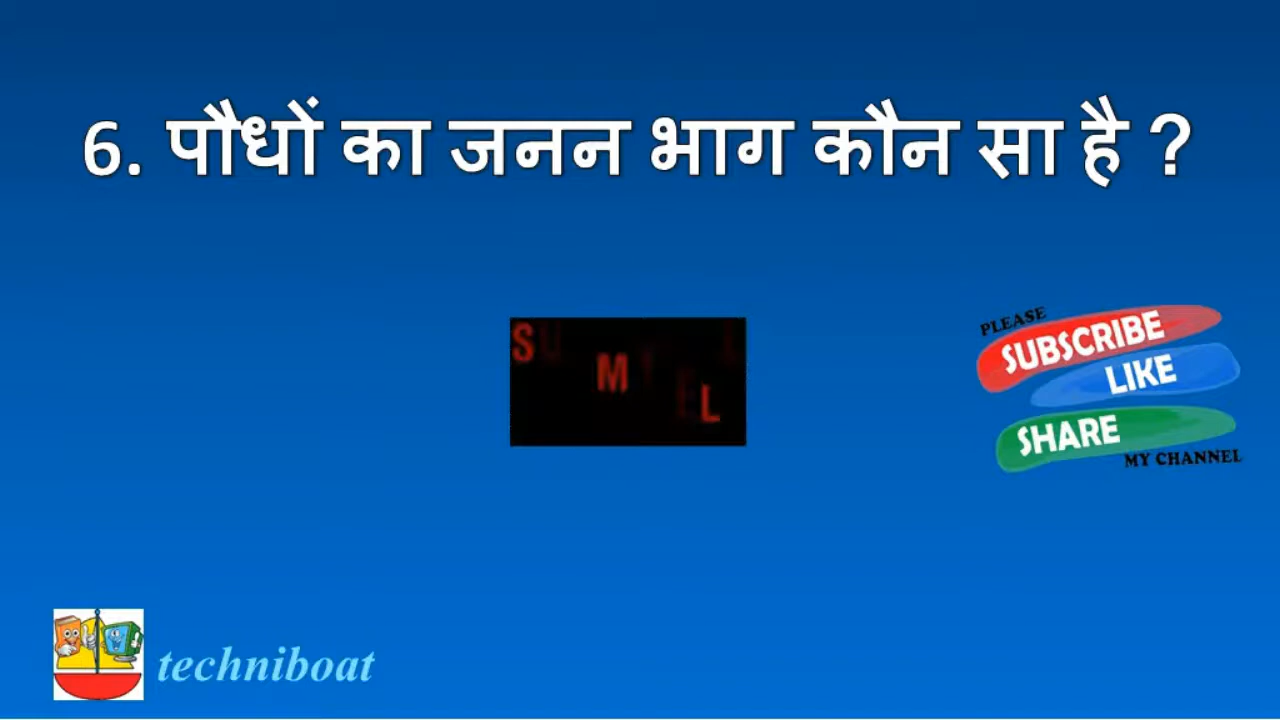 6. पौधों का जनन भाग कौन सा है ?
PLEASE
SUBSCRIBE
LIKE
SHARE
MY CHANNEL
techniboat